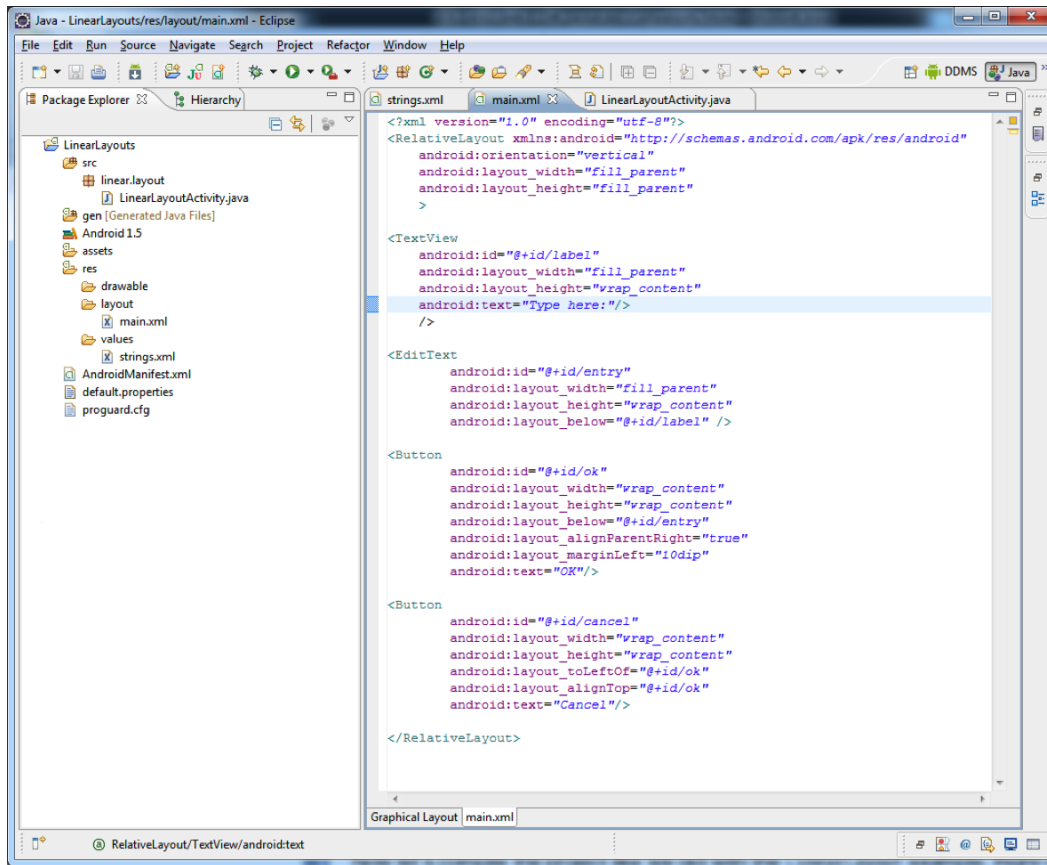 Java - LinearLayouts/res/layout/main.xml - Eclipse
File Edit Run Source Navigate Search Project Refactor Window Help
DDMS Java
Package Explorer Hierarchy
LinearLayouts
src
linear.layout
LinearLayoutActivity.java
gen [Generated Java Files]
Android 1.5
assets
res
drawable
layout
main.xml
values
strings.xml
AndroidManifest.xml
default.properties
proguard.cfg
strings.xml main.xml LinearLayoutActivity.java
<?xml version="1.0" encoding="utf-8"?>
<RelativeLayout xmlns:android="http://schemas.android.com/apk/res/android"
android:orientation="vertical"
android:layout_width="fill_parent"
android:layout_height="fill_parent"
>
<TextView
android:id="@+id/label"
android:layout_width="fill_parent"
android:layout_height="wrap_content"
android:text="Type here:"/>
/>
<EditText
android:id="@+id/entry"
android:layout_width="fill_parent"
android:layout_height="wrap_content"
android:layout_below="@+id/label" />
<Button
android:id="@+id/ok"
android:layout_width="wrap_content"
android:layout_height="wrap_content"
android:layout_below="@+id/entry"
android:layout_alignParentRight="true"
android:layout_marginLeft="10dip"
android:text="OK"/>
<Button
android:id="@+id/cancel"
android:layout_width="wrap_content"
android:layout_height="wrap_content"
android:layout_toLeftOf="@+id/ok"
android:layout_alignTop="@+id/ok"
android:text="Cancel"/>
</RelativeLayout>
Graphical Layout main.xml
RelativeLayout/TextView/android:text